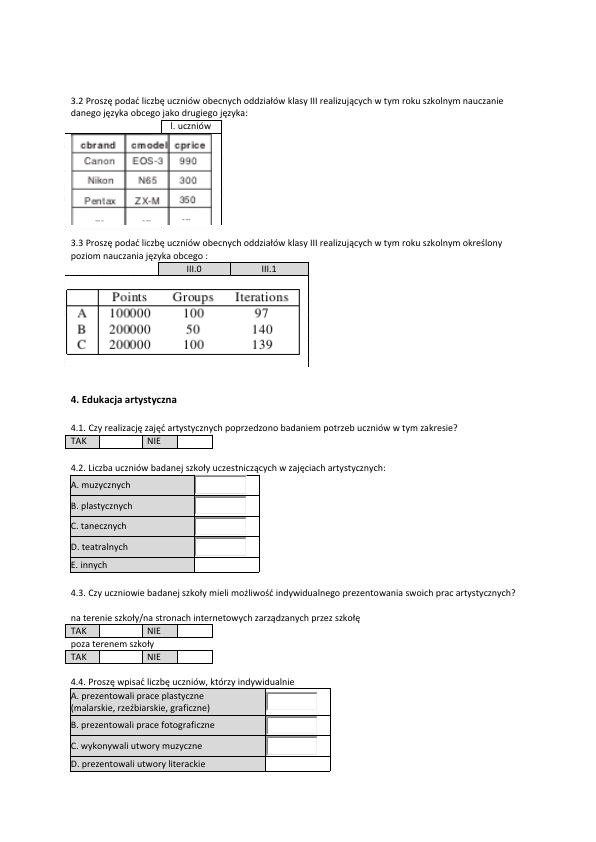 3.2 Proszę podać liczbę uczniów obecnych oddziałów klasy III realizujących w tym roku szkolnym nauczanie
danego języka obcego jako drugiego języka:
l. uczniów
cbrand cmodel cprice
Canon EOS-3 990
Nikon N65 300
Pentax ZX-M 350
... ... ...
3.3 Proszę podać liczbę uczniów obecnych oddziałów klasy III realizujących w tym roku szkolnym określony
poziom nauczania języka obcego :
III.0 III.1
Points Groups Iterations
A 100000 100 97
B 200000 50 140
C 200000 100 139
4. Edukacja artystyczna
4.1. Czy realizację zajęć artystycznych poprzedzono badaniem potrzeb uczniów w tym zakresie?
TAK NIE
4.2. Liczba uczniów badanej szkoły uczestniczących w zajęciach artystycznych:
A. muzycznych
B. plastycznych
C. tanecznych
D. teatralnych
E. innych
4.3. Czy uczniowie badanej szkoły mieli możliwość indywidualnego prezentowania swoich prac artystycznych?
na terenie szkoły/na stronach internetowych zarządzanych przez szkołę
TAK NIE
poza terenem szkoły
TAK NIE
4.4. Proszę wpisać liczbę uczniów, którzy indywidualnie
A. prezentowali prace plastyczne
(malarskie, rzeźbiarskie, graficzne)
B. prezentowali prace fotograficzne
C. wykonywali utwory muzyczne
D. prezentowali utwory literackie